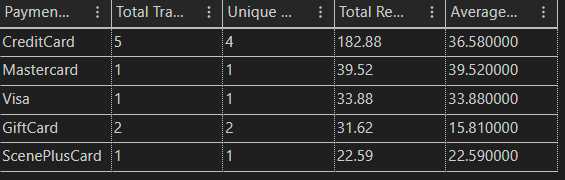 Paymen... Total Tra... Unique ... Total Re... Average...
CreditCard 5 4 182.88 36.580000
Mastercard 1 1 39.52 39.520000
Visa 1 1 33.88 33.880000
GiftCard 2 2 31.62 15.810000
ScenePlusCard 1 1 22.59 22.590000